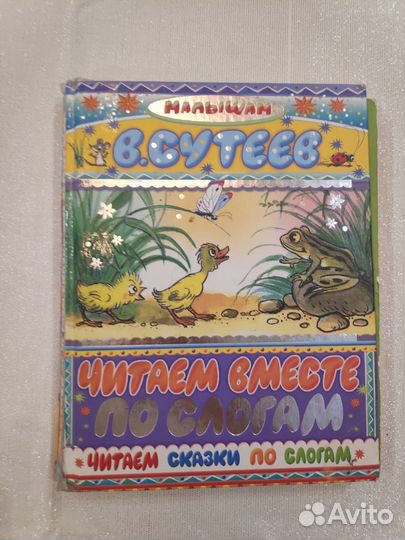 МАЛЫШАМ
В.СУТЕЕВ
ЧИТАЕМ ВМЕСТЕ
ПО СЛОГАМ
ЧИТАЕМ СКАЗКИ ПО СЛОГАМ
Avito